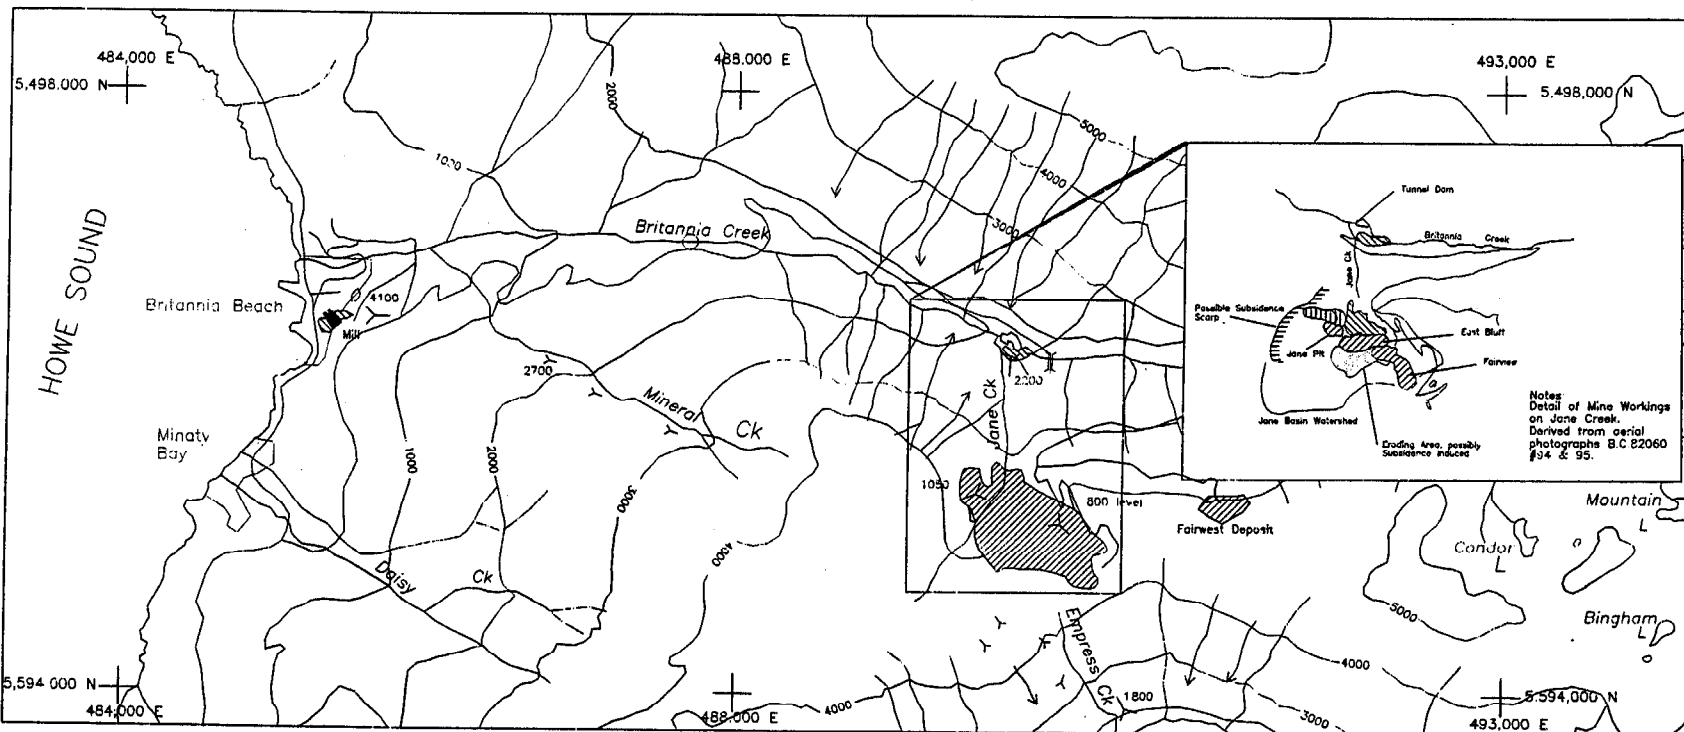 484,000 E
488.000 E
493,000 E
5,498.000 N
5.498,000 N
2000
5000
1000
4000
3000
Tunnel Dam
Britannia Creek
Jane Ck
Possible Subsidence
Scarp
East Bluff
Jane Pit
Fairview
Jane Basin Watershed
Eroding Area, possibly
Subsidence Induced
Notes
Detail of Mine Workings
on Jane Creek.
Derived from aerial
photographs B.C 82060
#94 & 95.
HOWE SOUND
Britannia Creek
Britannia Beach
4100
Mill
2700
Mineral
Ck
2200
Jane Ck
Minaty
Bay
1000
2000
3000
4000
1050
800 level
Fairwest Deposit
Mountain
L
Condor
L
Bingham
L
5000
Daisy
Ck
Empress
Ck
1800
4000
3000
4000
5,594 000 N
484,000 E
488.000 E
5.594,000 N
493,000 E